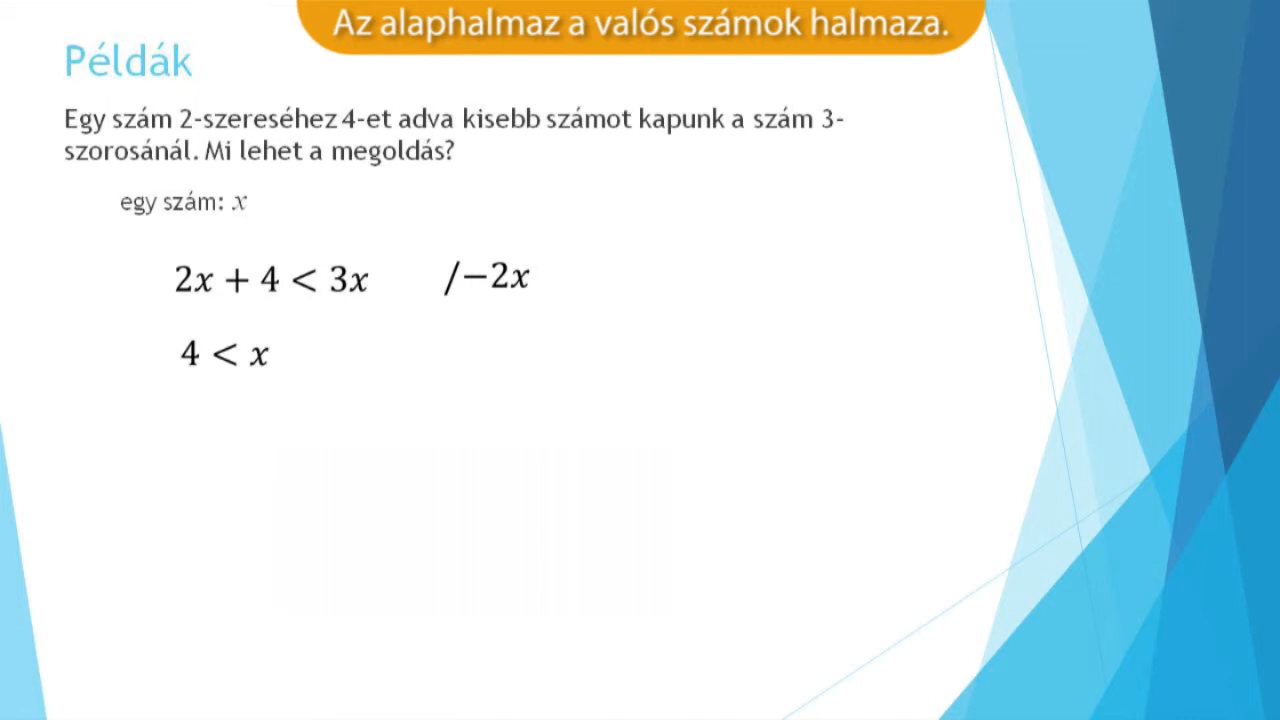 Az alaphalmaz a valós számok halmaza.
Példák
Egy szám 2-szereséhez 4-et adva kisebb számot kapunk a szám 3-
szorosánál. Mi lehet a megoldás?
egy szám: x
2x + 4 < 3x /−2x
4 < x